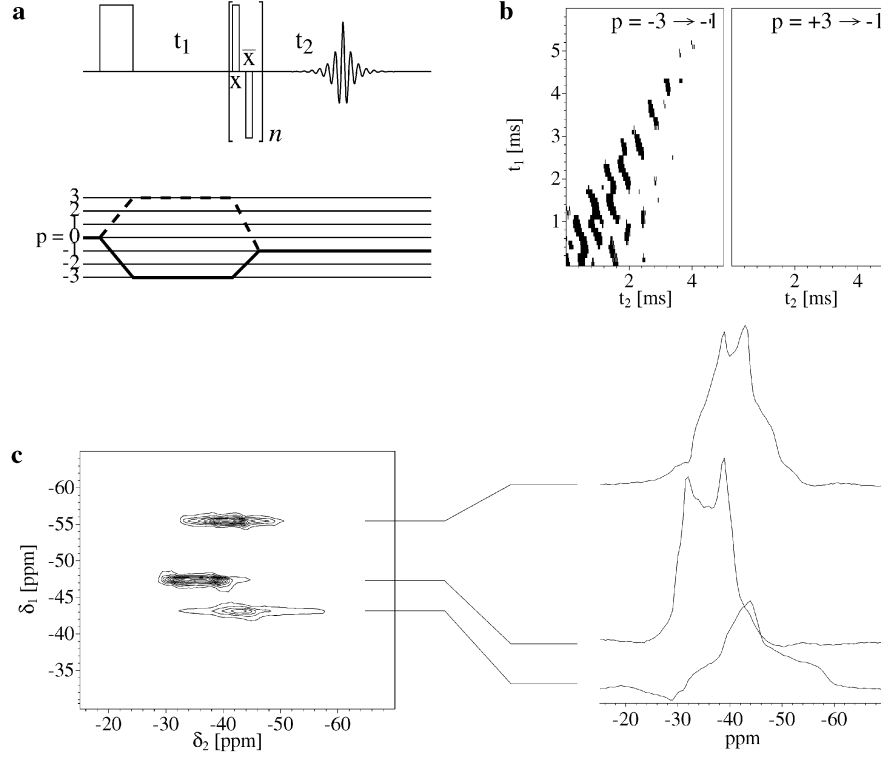 a
t1
t2
x
x̄
n
3
2
1
p = 0
-1
-2
-3
b
p = -3 → -1
p = +3 → -1
5
4
3
2
1
t1 [ms]
2
4
2
4
t2 [ms]
t2 [ms]
c
-60
-55
-50
-45
-40
-35
δ1 [ppm]
-20
-30
-40
-50
-60
δ2 [ppm]
-20
-30
-40
-50
-60
ppm